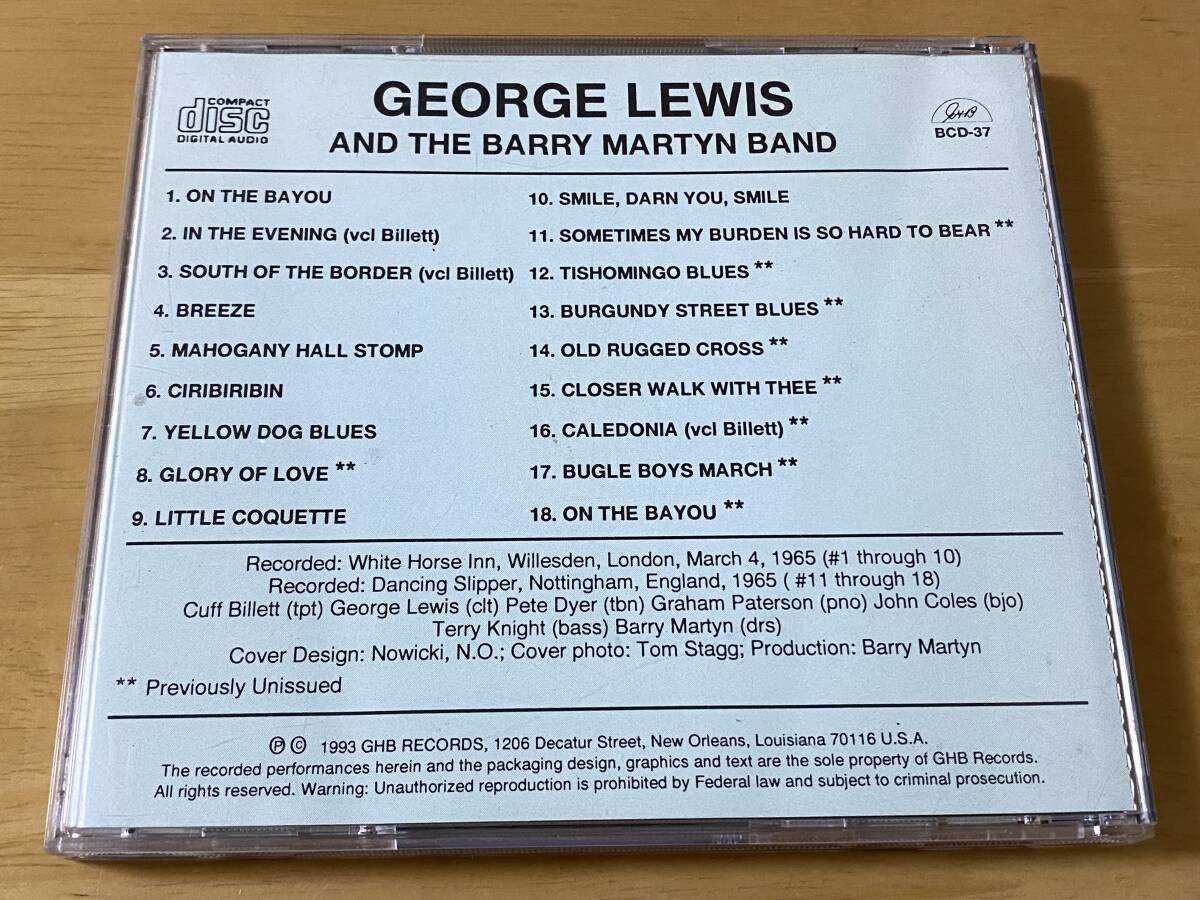 COMPACT
disc
DIGITAL AUDIO
GEORGE LEWIS
AND THE BARRY MARTYN BAND
GHB
BCD-37
1. ON THE BAYOU
2. IN THE EVENING (vcl Billett)
3. SOUTH OF THE BORDER (vcl Billett)
4. BREEZE
5. MAHOGANY HALL STOMP
6. CIRIBIRIBIN
7. YELLOW DOG BLUES
8. GLORY OF LOVE **
9. LITTLE COQUETTE
10. SMILE, DARN YOU, SMILE
11. SOMETIMES MY BURDEN IS SO HARD TO BEAR **
12. TISHOMINGO BLUES **
13. BURGUNDY STREET BLUES **
14. OLD RUGGED CROSS **
15. CLOSER WALK WITH THEE **
16. CALEDONIA (vcl Billett) **
17. BUGLE BOYS MARCH **
18. ON THE BAYOU **
Recorded: White Horse Inn, Willesden, London, March 4, 1965 (#1 through 10)
Recorded: Dancing Slipper, Nottingham, England, 1965 ( #11 through 18)
Cuff Billett (tpt) George Lewis (clt) Pete Dyer (tbn) Graham Paterson (pno) John Coles (bjo)
Terry Knight (bass) Barry Martyn (drs)
Cover Design: Nowicki, N.O.; Cover photo: Tom Stagg; Production: Barry Martyn
** Previously Unissued
℗ © 1993 GHB RECORDS, 1206 Decatur Street, New Orleans, Louisiana 70116 U.S.A.
The recorded performances herein and the packaging design, graphics and text are the sole property of GHB Records.
All rights reserved. Warning: Unauthorized reproduction is prohibited by Federal law and subject to criminal prosecution.